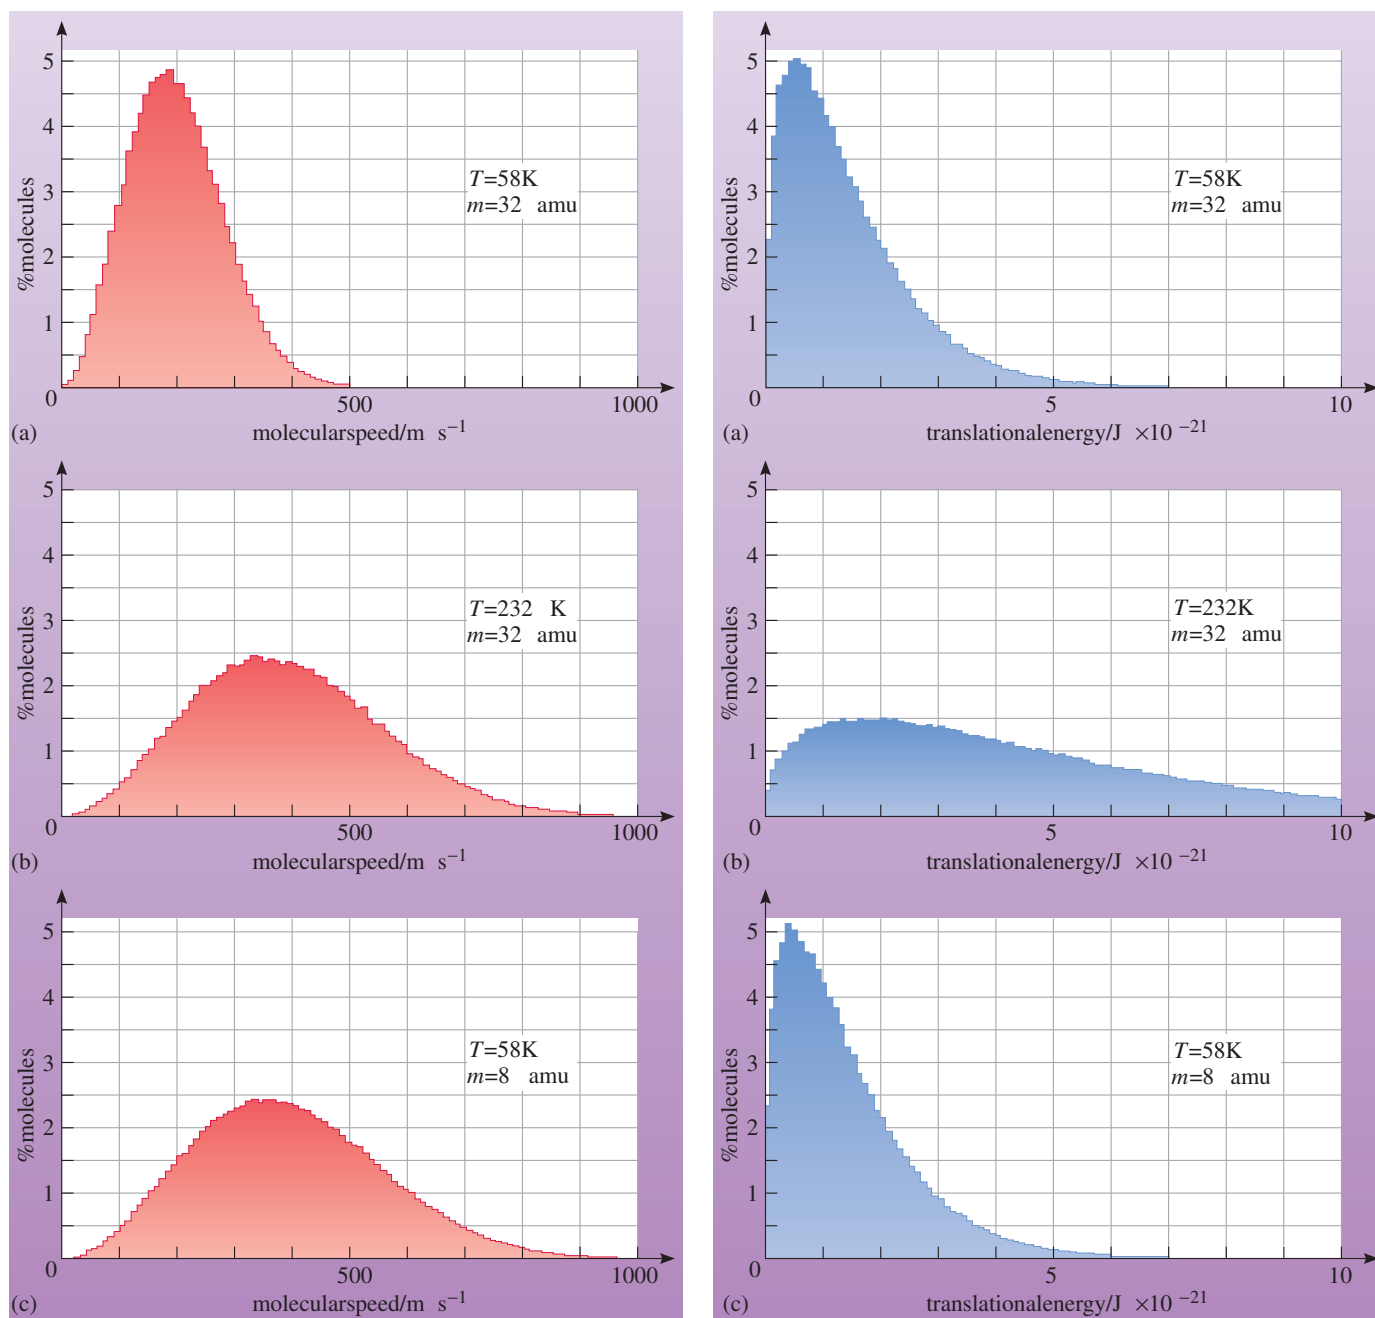 5
4
3
2
1
0
%molecules
T=58K
m=32 amu
500
1000
(a)
molecularspeed/m s⁻¹
5
4
3
2
1
0
%molecules
T=58K
m=32 amu
5
10
(a)
translationalenergy/J ×10 ⁻²¹
5
4
3
2
1
0
%molecules
T=232 K
m=32 amu
500
1000
(b)
molecularspeed/m s⁻¹
5
4
3
2
1
0
%molecules
T=232K
m=32 amu
5
10
(b)
translationalenergy/J ×10 ⁻²¹
5
4
3
2
1
0
%molecules
T=58K
m=8 amu
500
1000
(c)
molecularspeed/m s⁻¹
5
4
3
2
1
0
%molecules
T=58K
m=8 amu
5
10
(c)
translationalenergy/J ×10 ⁻²¹